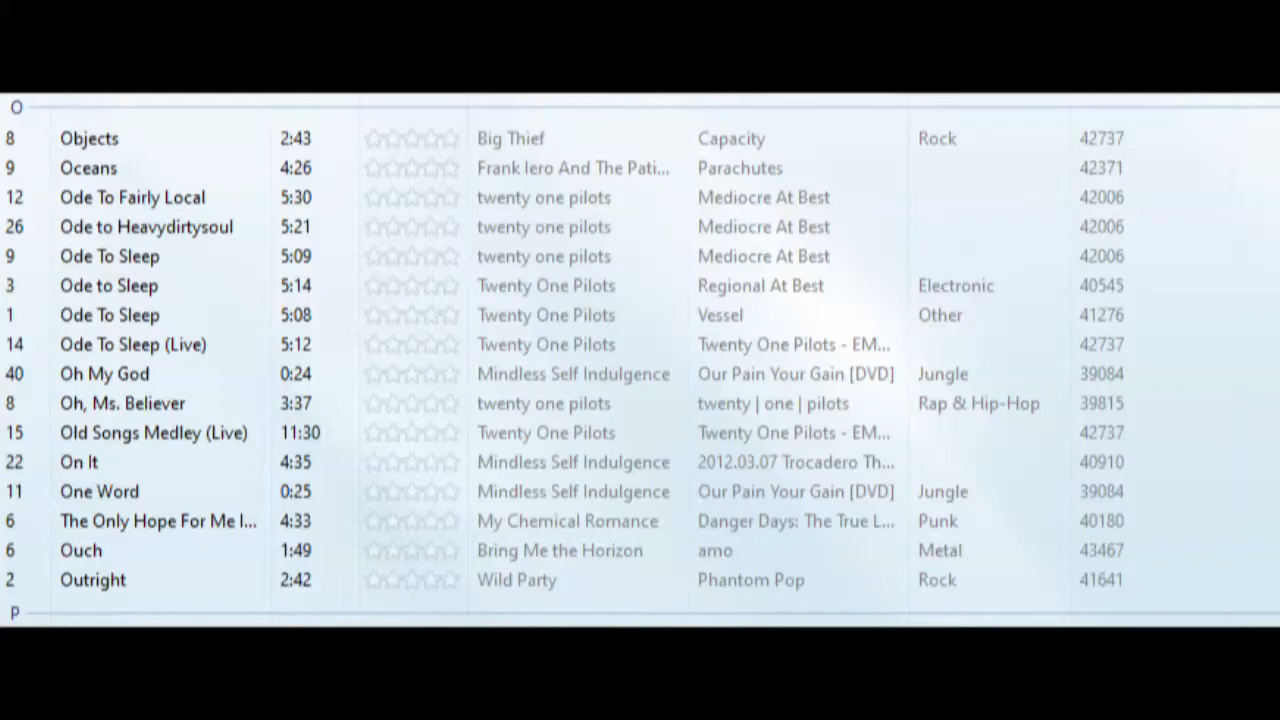 O
8 Objects 2:43 Big Thief Capacity Rock 42737
9 Oceans 4:26 Frank Iero And The Pati... Parachutes 42371
12 Ode To Fairly Local 5:30 twenty one pilots Mediocre At Best 42006
26 Ode to Heavydirtysoul 5:21 twenty one pilots Mediocre At Best 42006
9 Ode To Sleep 5:09 twenty one pilots Mediocre At Best 42006
3 Ode to Sleep 5:14 Twenty One Pilots Regional At Best Electronic 40545
1 Ode To Sleep 5:08 Twenty One Pilots Vessel Other 41276
14 Ode To Sleep (Live) 5:12 Twenty One Pilots Twenty One Pilots - EM... 42737
40 Oh My God 0:24 Mindless Self Indulgence Our Pain Your Gain [DVD] Jungle 39084
8 Oh, Ms. Believer 3:37 twenty one pilots twenty | one | pilots Rap & Hip-Hop 39815
15 Old Songs Medley (Live) 11:30 Twenty One Pilots Twenty One Pilots - EM... 42737
22 On It 4:35 Mindless Self Indulgence 2012.03.07 Trocadero Th... 40910
11 One Word 0:25 Mindless Self Indulgence Our Pain Your Gain [DVD] Jungle 39084
6 The Only Hope For Me I... 4:33 My Chemical Romance Danger Days: The True L... Punk 40180
6 Ouch 1:49 Bring Me the Horizon amo Metal 43467
2 Outright 2:42 Wild Party Phantom Pop Rock 41641
P